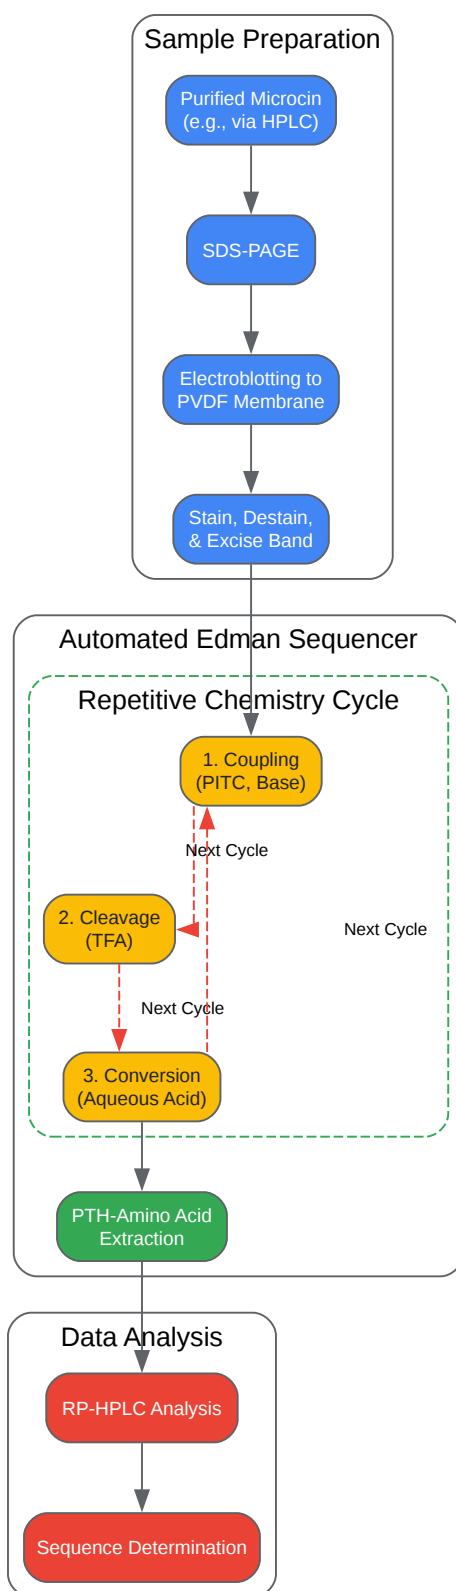 Sample Preparation
Purified Microcin
(e.g., via HPLC)
SDS-PAGE
Electroblotting to
PVDF Membrane
Stain, Destain,
& Excise Band
Automated Edman Sequencer
Repetitive Chemistry Cycle
1. Coupling
(PITC, Base)
Next Cycle
2. Cleavage
(TFA)
Next Cycle
Next Cycle
3. Conversion
(Aqueous Acid)
PTH-Amino Acid
Extraction
Data Analysis
RP-HPLC Analysis
Sequence Determination